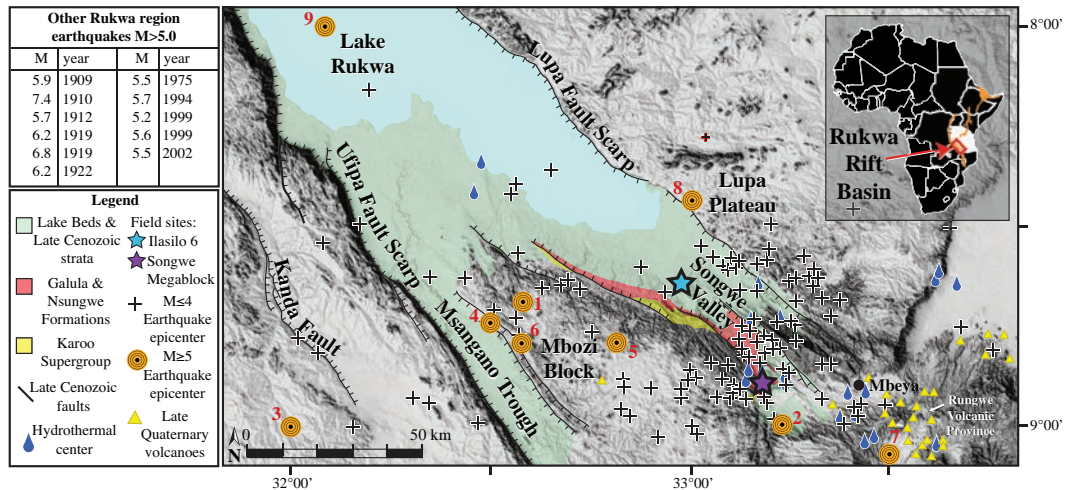 Other Rukwa region
earthquakes M>5.0
M year M year
5.9 1909 5.5 1975
7.4 1910 5.7 1994
5.7 1912 5.2 1999
6.2 1919 5.6 1999
6.8 1919 5.5 2002
6.2 1922
Legend
Lake Beds &
Late Cenozoic
strata
Galula &
Nsungwe
Formations
Karoo
Supergroup
Late Cenozoic
faults
Hydrothermal
center
Field sites:
Ilasilo 6
Songwe
Megablock
M≤4
Earthquake
epicenter
M≥5
Earthquake
epicenter
Late
Quaternary
volcanoes
9
Lake
Rukwa
Lupa Fault Scarp
Ufipa Fault Scarp
8
Lupa
Plateau
Rukwa
Rift
Basin
Kanda Fault
Songwe
Valley
1
4
6
5
Mbozi
Block
Msangano Trough
Mbeya
Rungwe
Volcanic
Province
3
2
7
0
N
50 km
8°00'
9°00'
32°00'
33°00'